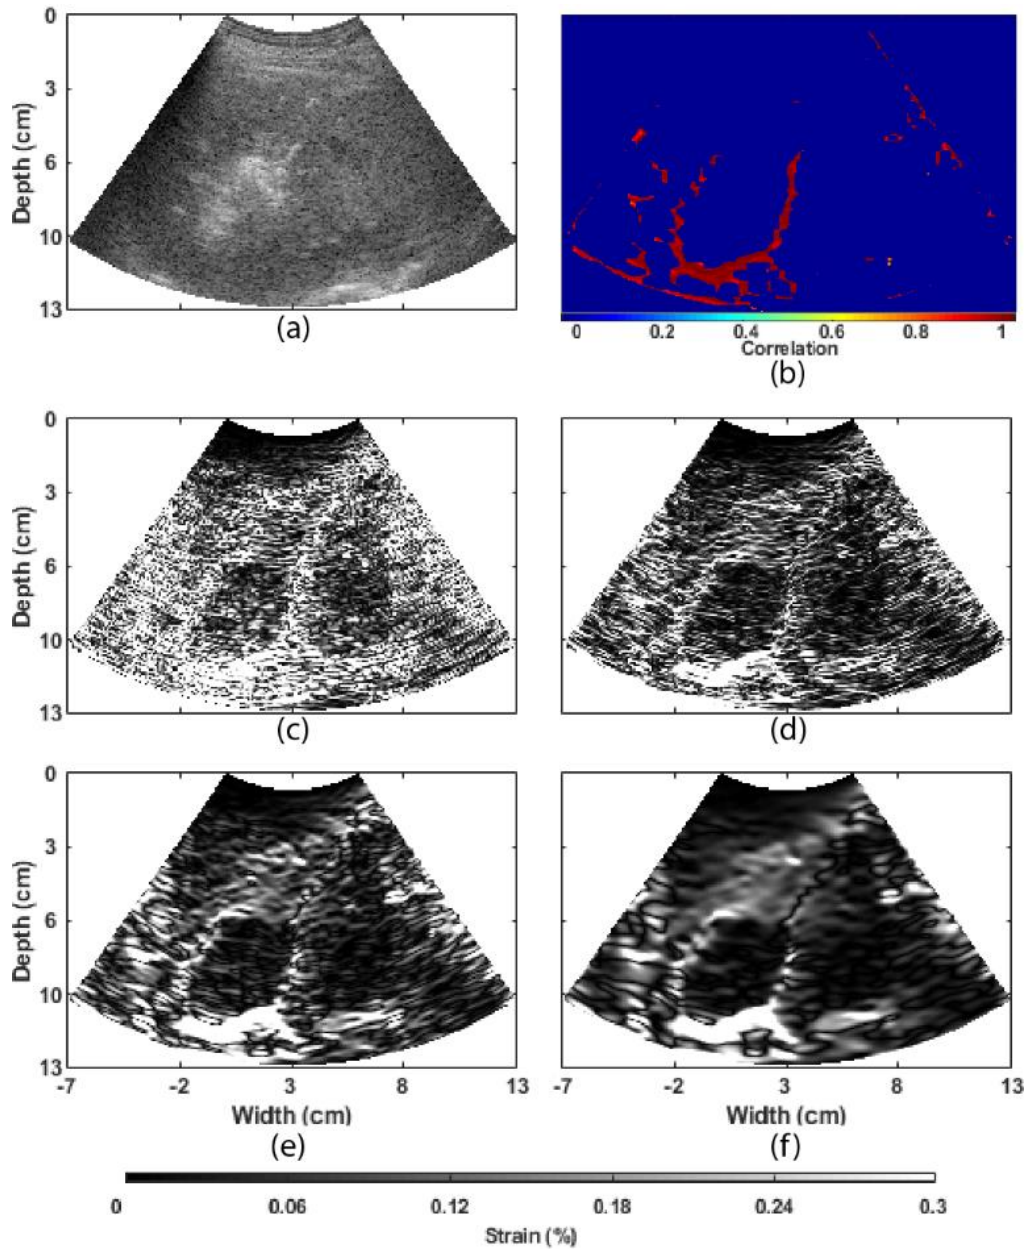 0
3
6
10
13
Depth (cm)
(a)
0 0.2 0.4 0.6 0.8 1
Correlation
(b)
0
3
6
10
13
Depth (cm)
(c)
(d)
0
3
6
10
13
Depth (cm)
-7 -2 3 8 13
Width (cm)
(e)
-7 -2 3 8 13
Width (cm)
(f)
0 0.06 0.12 0.18 0.24 0.3
Strain (%)